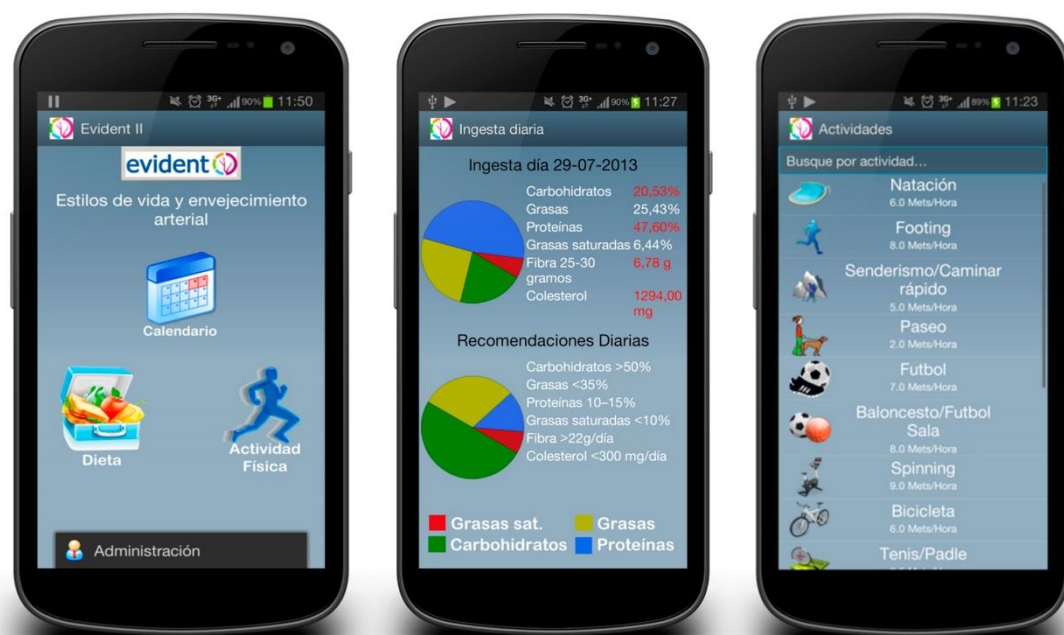 3G+ 90% 11:50
Evident II
evident
Estilos de vida y envejecimiento
arterial
Calendario
Dieta
Actividad
Física
Administración
3G+ 90% 11:27
Ingesta diaria
Ingesta día 29-07-2013
Carbohidratos 20,53%
Grasas 25,43%
Proteínas 47,60%
Grasas saturadas 6,44%
Fibra 25-30 6,78 g
gramos
Colesterol 1294,00
mg
Recomendaciones Diarias
Carbohidratos >50%
Grasas <35%
Proteínas 10–15%
Grasas saturadas <10%
Fibra >22g/día
Colesterol <300 mg/día
Grasas sat. Grasas
Carbohidratos Proteínas
3G+ 89% 11:23
Actividades
Busque por actividad...
Natación
6.0 Mets/Hora
Footing
8.0 Mets/Hora
Senderismo/Caminar
rápido
5.0 Mets/Hora
Paseo
2.0 Mets/Hora
Futbol
7.0 Mets/Hora
Baloncesto/Futbol
Sala
8.0 Mets/Hora
Spinning
9.0 Mets/Hora
Bicicleta
6.0 Mets/Hora
Tenis/Padle